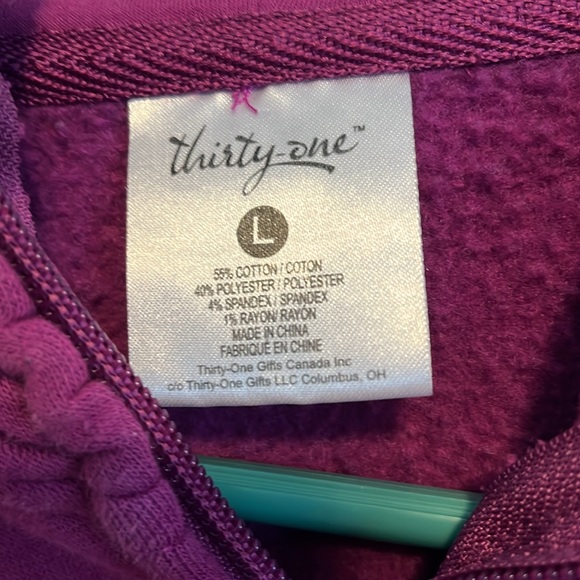 thirty-one™
L
55% COTTON / COTON
40% POLYESTER / POLYESTER
4% SPANDEX / SPANDEX
1% RAYON/ RAYON
MADE IN CHINA
FABRIQUÉ EN CHINE
Thirty-One Gifts Canada Inc
c/o Thirty-One Gifts LLC Columbus, OH